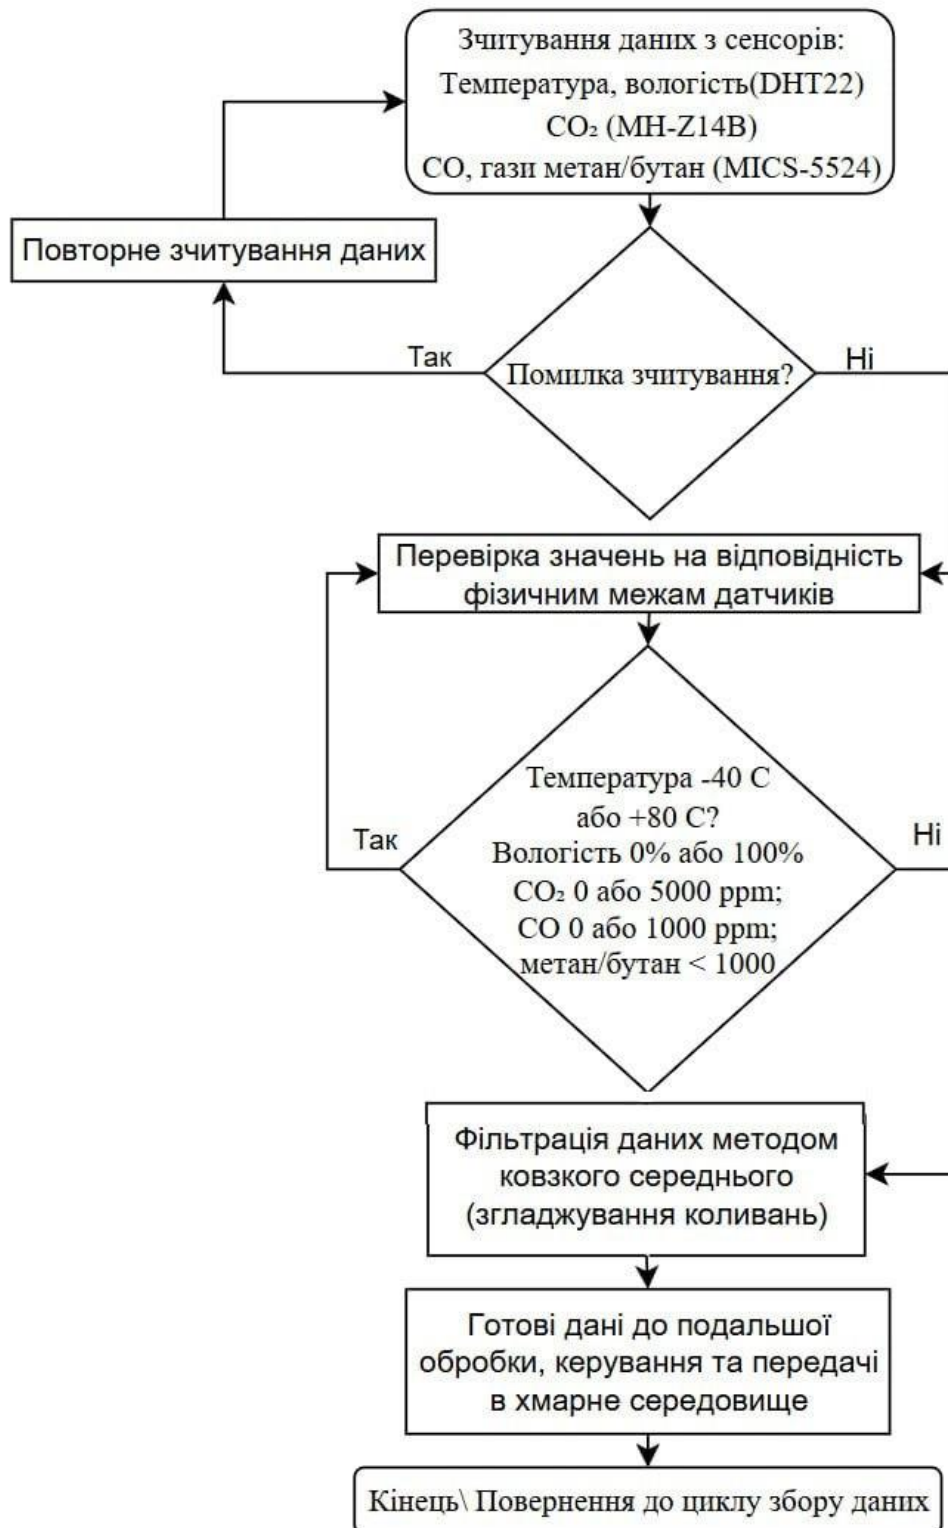 Зчитування даних з сенсорів:
Температура, вологість(DHT22)
CO₂ (MH-Z14B)
CO, гази метан/бутан (MICS-5524)
Повторне зчитування даних
Так
Ні
Помилка зчитування?
Перевірка значень на відповідність
фізичним межам датчиків
Температура -40 С
або +80 С?
Вологість 0% або 100%
CO₂ 0 або 5000 ppm;
CO 0 або 1000 ppm;
метан/бутан < 1000
Так
Ні
Фільтрація даних методом
ковзкого середнього
(згладжування коливань)
Готові дані до подальшої
обробки, керування та передачі
в хмарне середовище
Кінець\ Повернення до циклу збору даних